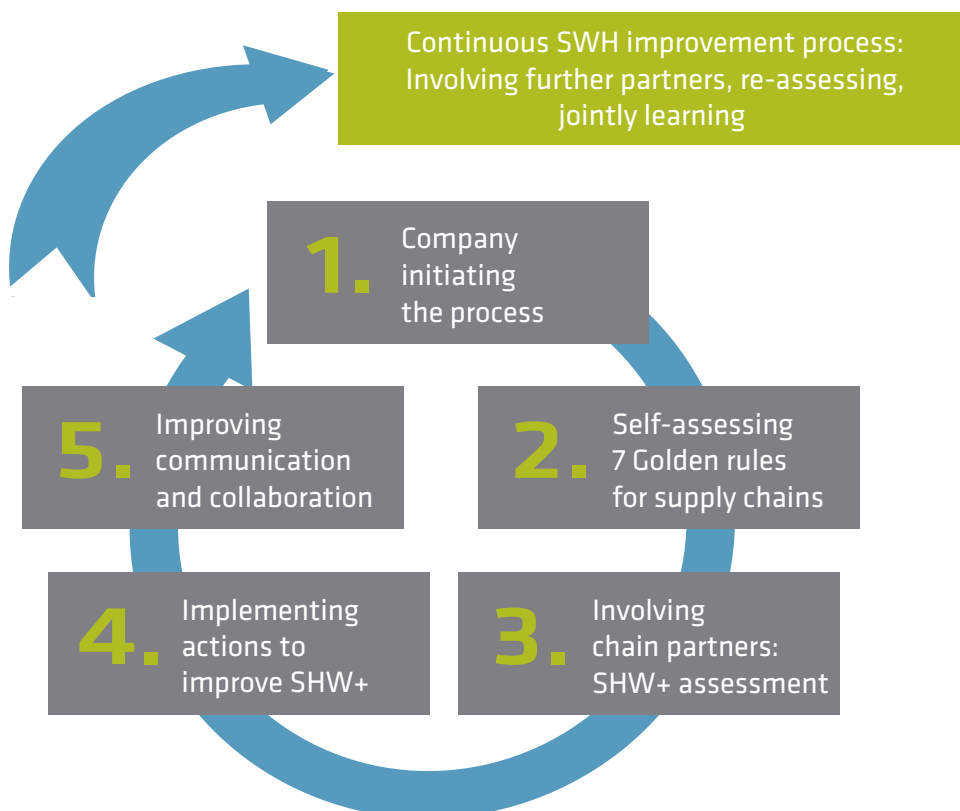 Continuous SWH improvement process:
Involving further partners, re-assessing,
jointly learning
1.
Company
initiating
the process
2.
Self-assessing
7 Golden rules
for supply chains
3.
Involving
chain partners:
SHW+ assessment
4.
Implementing
actions to
improve SHW+
5.
Improving
communication
and collaboration